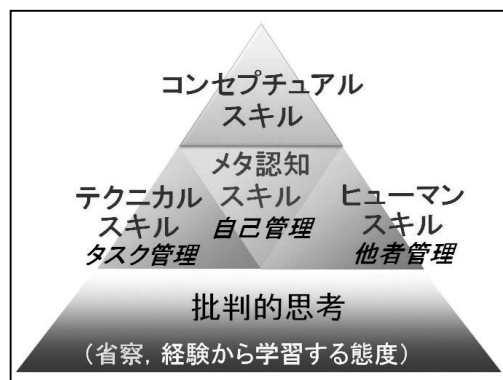 コンセプチュアル
スキル
メタ認知
スキル
自己管理
テクニカル
スキル
タスク管理
ヒューマン
スキル
他者管理
批判的思考
（省察，経験から学習する態度）